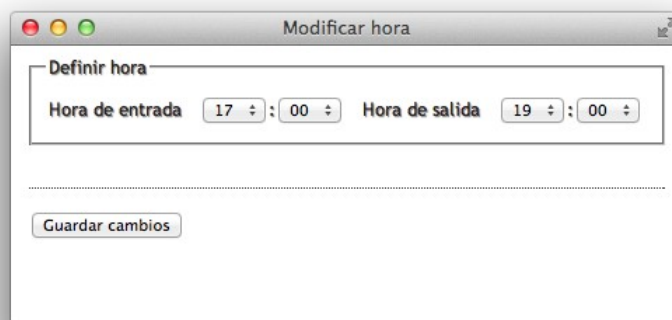 Modificar hora
Definir hora
Hora de entrada 17 : 00 Hora de salida 19 : 00
Guardar cambios